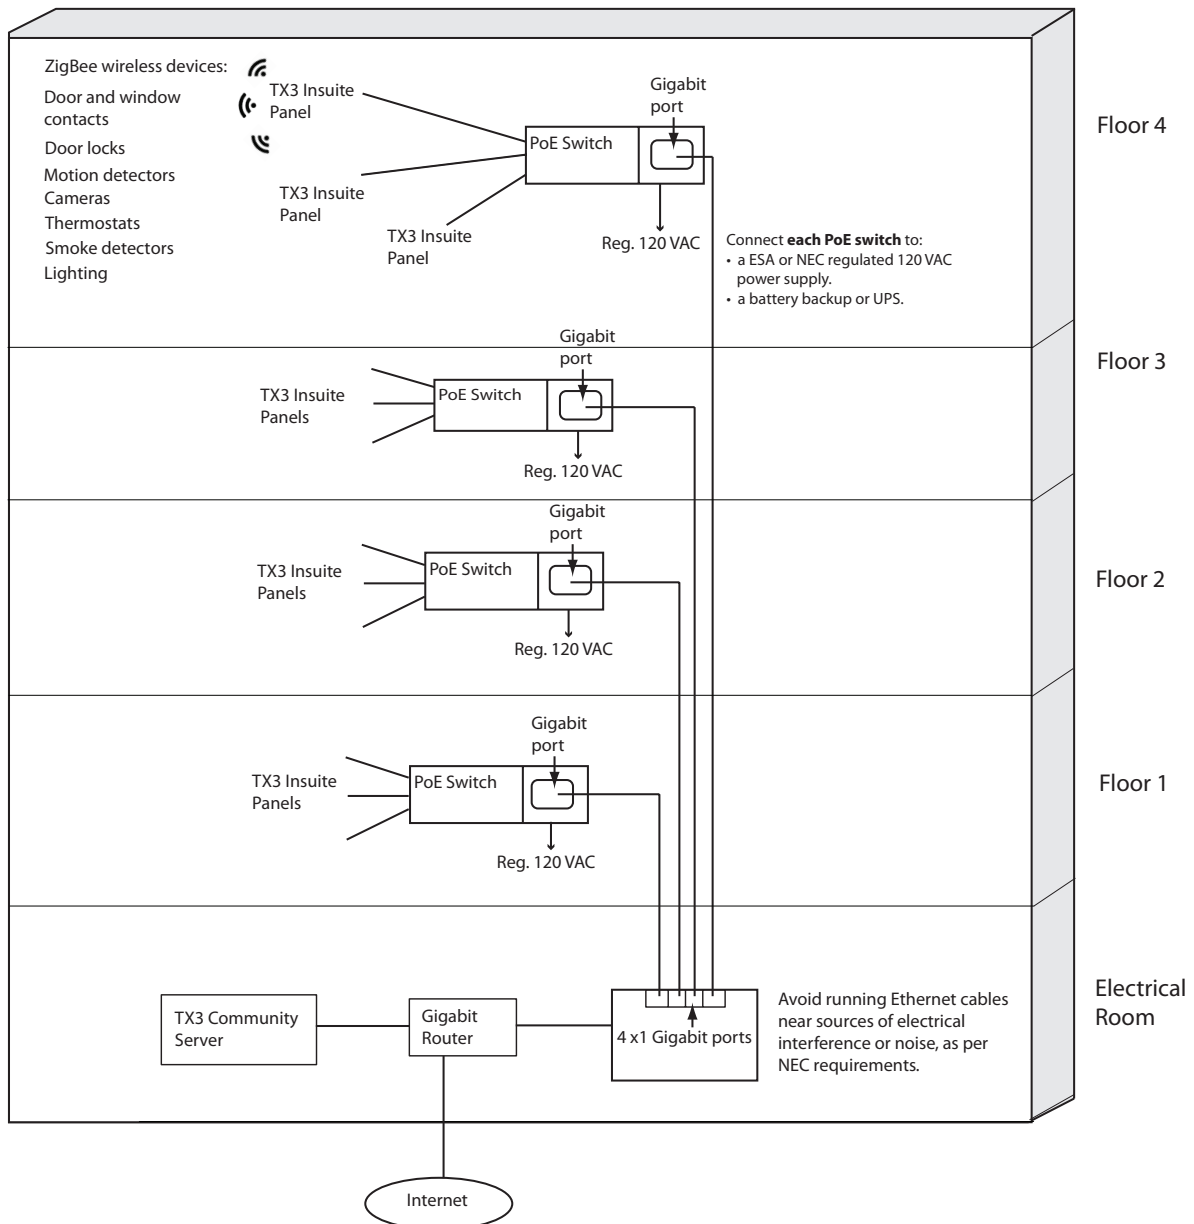 ZigBee wireless devices:
Door and window
contacts
Door locks
Motion detectors
Cameras
Thermostats
Smoke detectors
Lighting
TX3 Insuite
Panel
TX3 Insuite
Panel
TX3 Insuite
Panel
PoE Switch
Gigabit
port
Reg. 120 VAC
Connect each PoE switch to:
• a ESA or NEC regulated 120 VAC
power supply.
• a battery backup or UPS.
Floor 4
Gigabit
port
TX3 Insuite
Panels
PoE Switch
Reg. 120 VAC
Floor 3
Gigabit
port
TX3 Insuite
Panels
PoE Switch
Reg. 120 VAC
Floor 2
Gigabit
port
TX3 Insuite
Panels
PoE Switch
Reg. 120 VAC
Floor 1
TX3 Community
Server
Gigabit
Router
4 x1 Gigabit ports
Avoid running Ethernet cables
near sources of electrical
interference or noise, as per
NEC requirements.
Electrical
Room
Internet